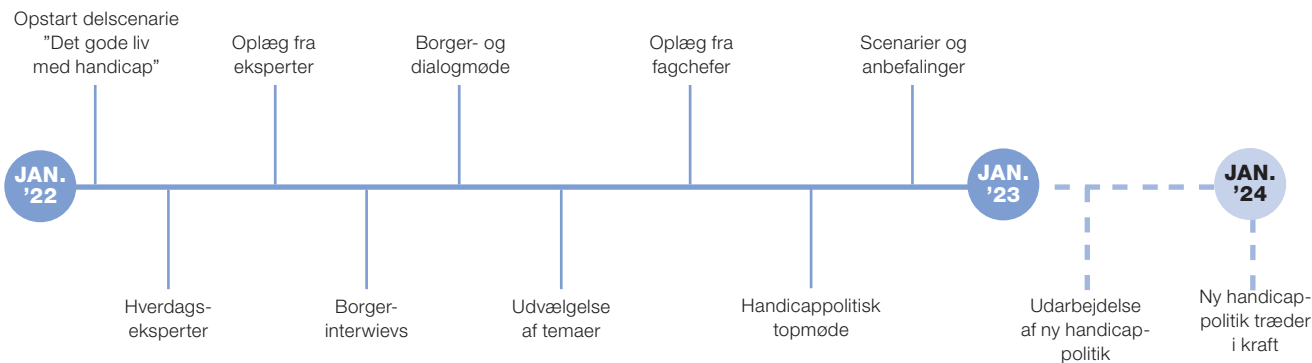 Opstart delscenarie
”Det gode liv
med handicap”
Oplæg fra
eksperter
Borger- og
dialogmøde
Oplæg fra
fagchefer
Scenarier og
anbefalinger
JAN.
’22
JAN.
’23
JAN.
’24
Hverdags-
eksperter
Borger-
interwievs
Udvælgelse
af temaer
Handicappolitisk
topmøde
Udarbejdelse
af ny handicap-
politik
Ny handicap-
politik træder
i kraft